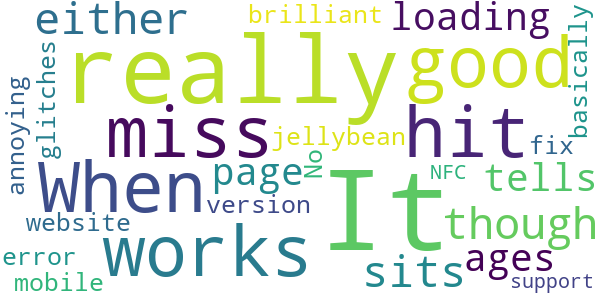 either
brilliant
loading
really
good
basically
glitches
annoying
miss
hit
jellybean
fix
When
page
No
NFC
tells
It
version
website
though
works
sits
ages
error
mobile
support